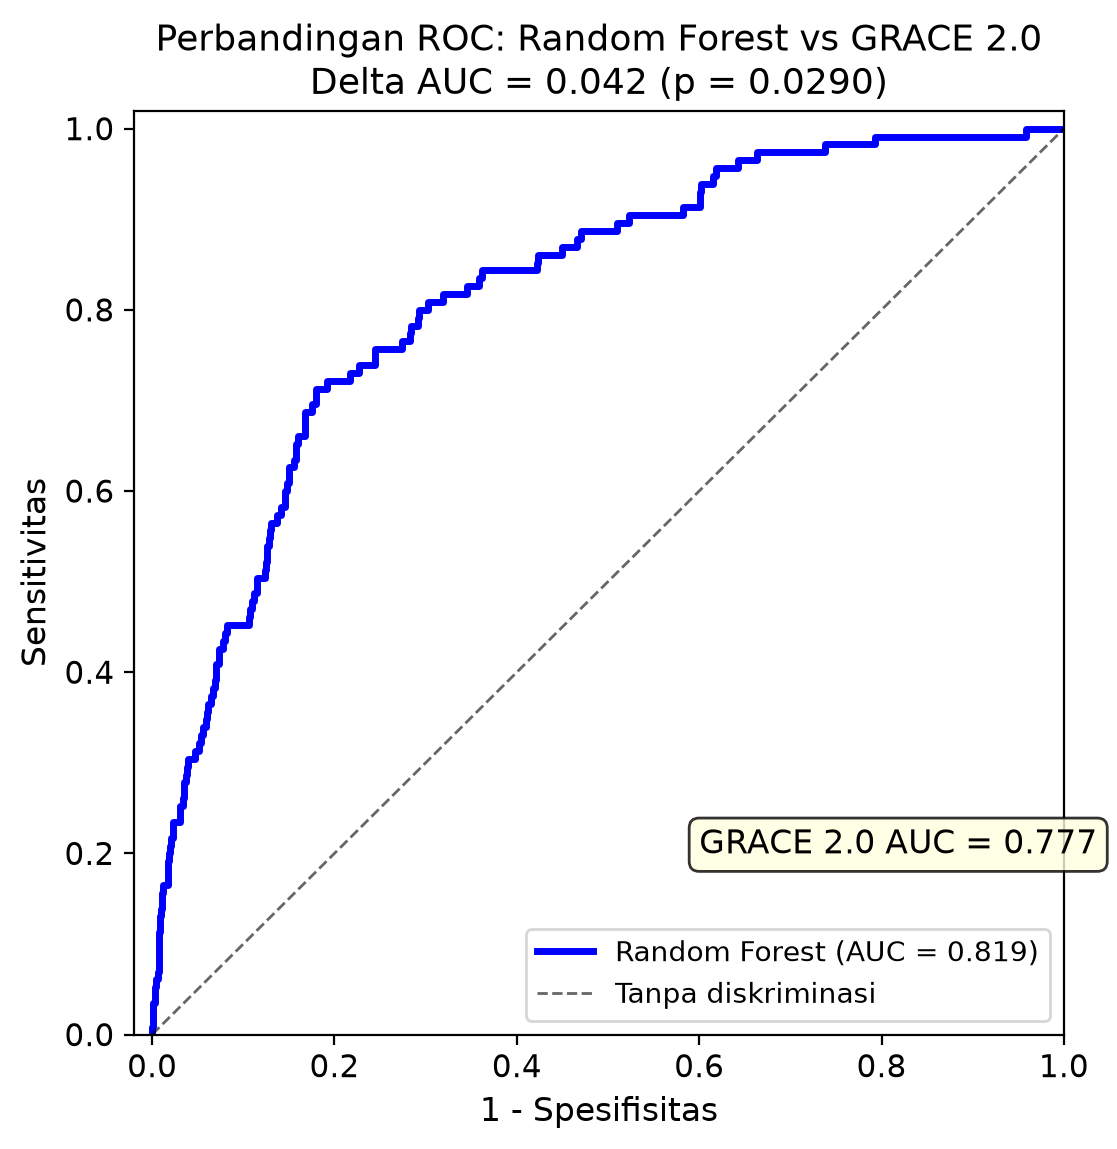 Perbandingan ROC: Random Forest vs GRACE 2.0
Delta AUC = 0.042 (p = 0.0290)
1.0
0.8
0.6
0.4
0.2
0.0
Sensitivitas
GRACE 2.0 AUC = 0.777
Random Forest (AUC = 0.819)
Tanpa diskriminasi
0.0 0.2 0.4 0.6 0.8 1.0
1 - Spesifisitas